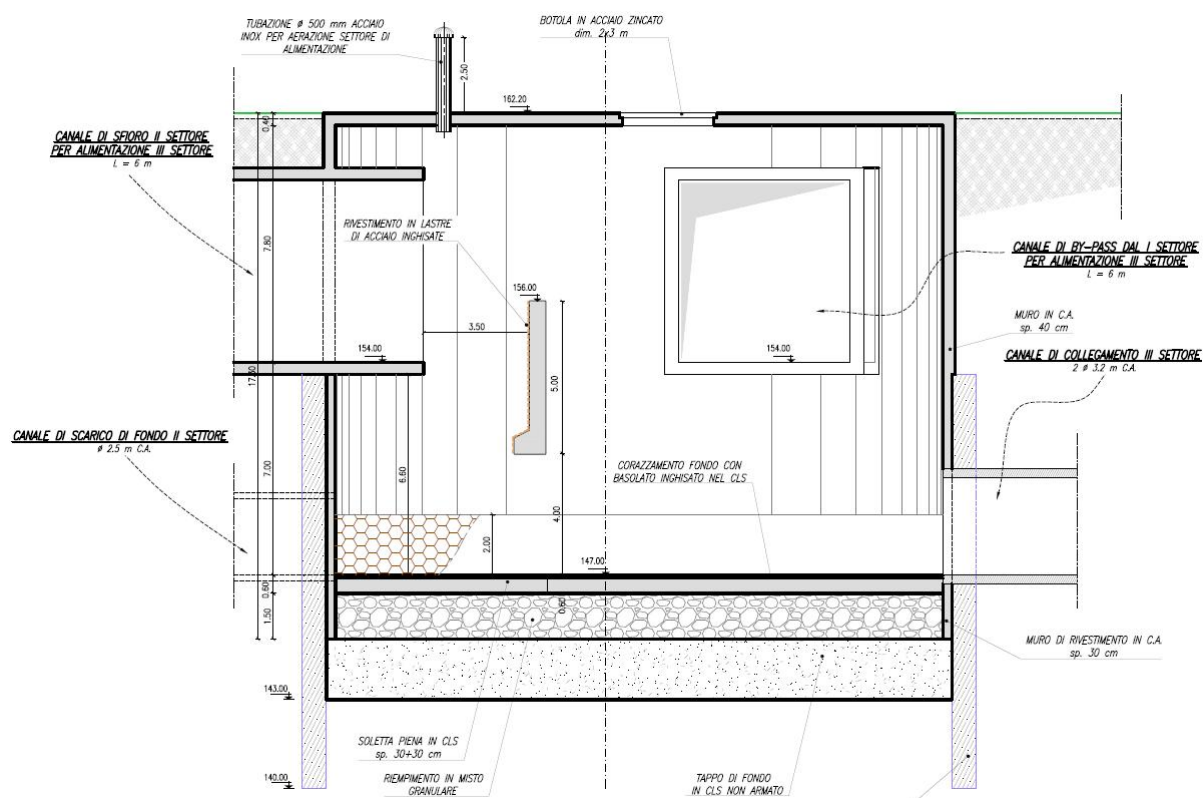 TUBAZIONE ø 500 mm ACCIAIO
INOX PER AERAZIONE SETTORE DI
ALIMENTAZIONE
BOTOLA IN ACCIAIO ZINCATO
dim. 2x3 m
2.50
162.20
0.40
CANALE DI SFIORO II SETTORE
PER ALIMENTAZIONE III SETTORE
L = 6 m
RIVESTIMENTO IN LASTRE
DI ACCIAIO INGHISATE
7.80
CANALE DI BY-PASS DAL I SETTORE
PER ALIMENTAZIONE III SETTORE
L = 6 m
156.00
3.50
MURO IN C.A.
sp. 40 cm
154.00
154.00
CANALE DI COLLEGAMENTO III SETTORE
2 ø 3.2 m C.A.
5.00
CANALE DI SCARICO DI FONDO II SETTORE
ø 2.5 m C.A.
7.00
6.60
CORAZZAMENTO FONDO CON
BASOLATO INGHISATO NEL CLS
4.00
2.00
147.00
0.60
0.60
1.50
MURO DI RIVESTIMENTO IN C.A.
sp. 30 cm
143.00
SOLETTA PIENA IN CLS
sp. 30+30 cm
RIEMPIMENTO IN MISTO
GRANULARE
TAPPO DI FONDO
IN CLS NON ARMATO
140.00